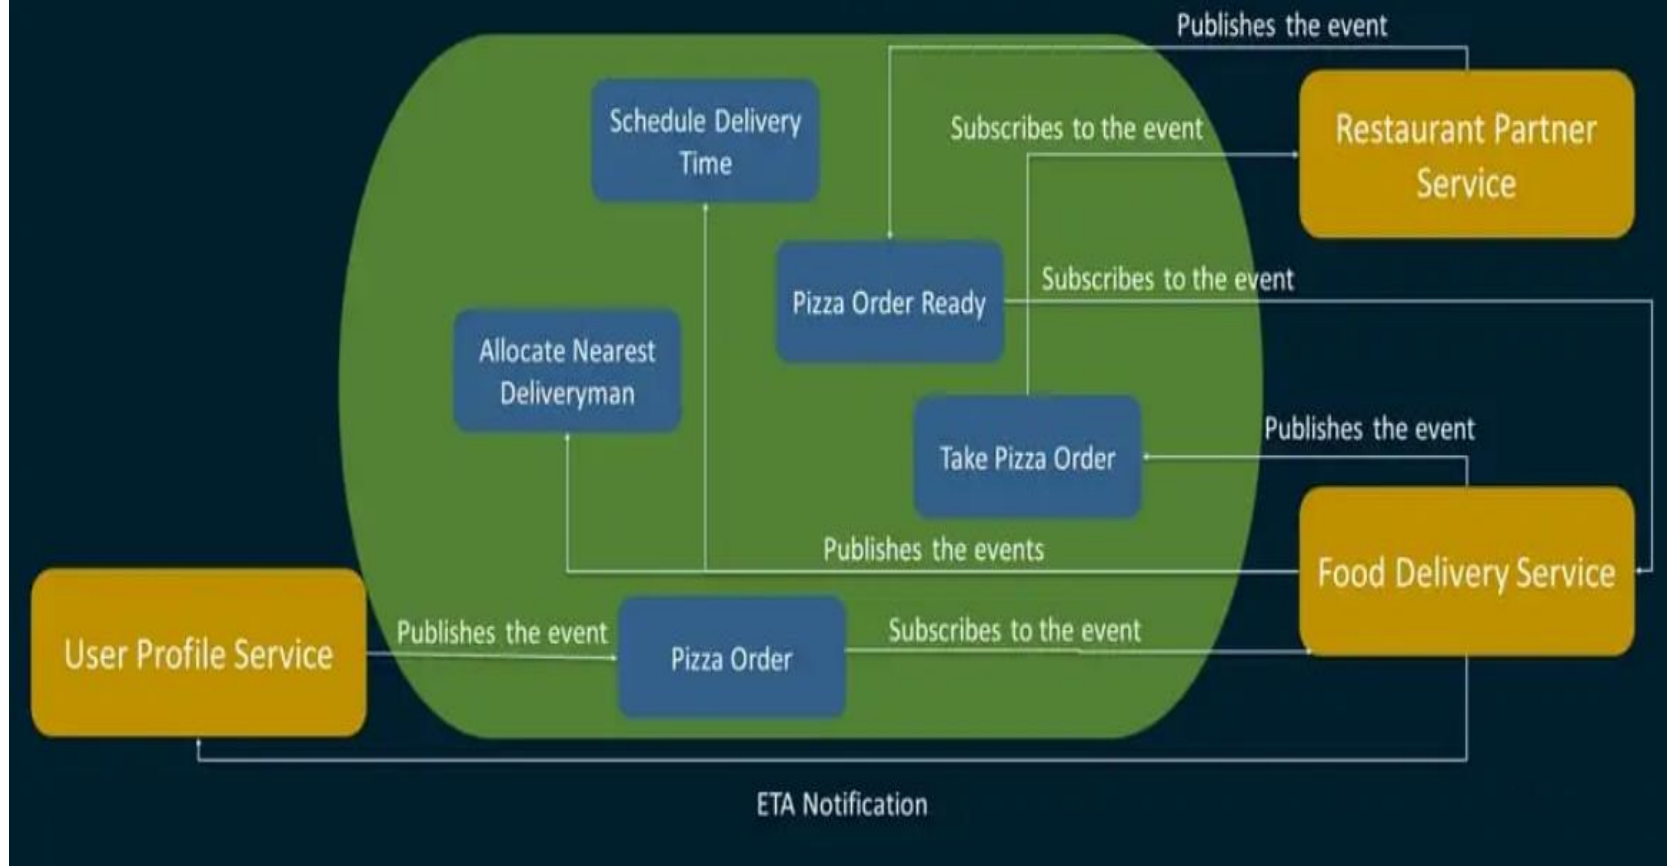 Publishes the event
Schedule Delivery
Time
Subscribes to the event
Restaurant Partner
Service
Pizza Order Ready
Subscribes to the event
Allocate Nearest
Deliveryman
Take Pizza Order
Publishes the event
Publishes the events
Food Delivery Service
User Profile Service
Publishes the event
Pizza Order
Subscribes to the event
ETA Notification